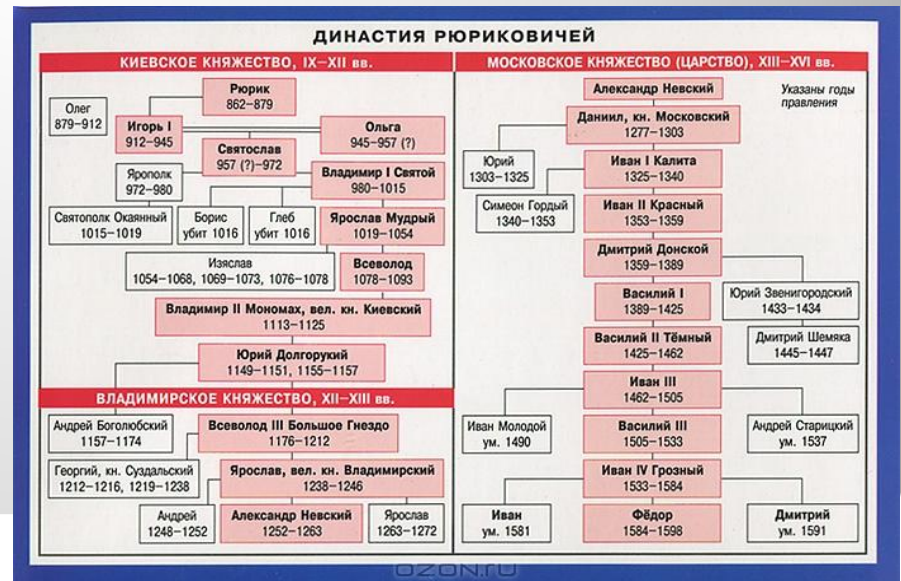 ДИНАСТИЯ РЮРИКОВИЧЕЙ
КИЕВСКОЕ КНЯЖЕСТВО, IX–XII вв.
Рюрик
862–879
Олег
879–912
Игорь I
912–945
Ольга
945–957 (?)
Святослав
957 (?)–972
Ярополк
972–980
Владимир I Святой
980–1015
Святополк Окаянный
1015–1019
Борис
убит 1016
Глеб
убит 1016
Ярослав Мудрый
1019–1054
Изяслав
1054–1068, 1069–1073, 1076–1078
Всеволод
1078–1093
Владимир II Мономах, вел. кн. Киевский
1113–1125
Юрий Долгорукий
1149–1151, 1155–1157
ВЛАДИМИРСКОЕ КНЯЖЕСТВО, XII–XIII вв.
Андрей Боголюбский
1157–1174
Всеволод III Большое Гнездо
1176–1212
Георгий, кн. Суздальский
1212–1216, 1219–1238
Ярослав, вел. кн. Владимирский
1238–1246
Андрей
1248–1252
Александр Невский
1252–1263
Ярослав
1263–1272
МОСКОВСКОЕ КНЯЖЕСТВО (ЦАРСТВО), XIII–XVI вв.
Указаны годы
правления
Александр Невский
Даниил, кн. Московский
1277–1303
Юрий
1303–1325
Иван I Калита
1325–1340
Симеон Гордый
1340–1353
Иван II Красный
1353–1359
Дмитрий Донской
1359–1389
Василий I
1389–1425
Юрий Звенигородский
1433–1434
Василий II Тёмный
1425–1462
Дмитрий Шемяка
1445–1447
Иван III
1462–1505
Иван Молодой
ум. 1490
Василий III
1505–1533
Андрей Старицкий
ум. 1537
Иван IV Грозный
1533–1584
Иван
ум. 1581
Фёдор
1584–1598
Дмитрий
ум. 1591
OZON.RU